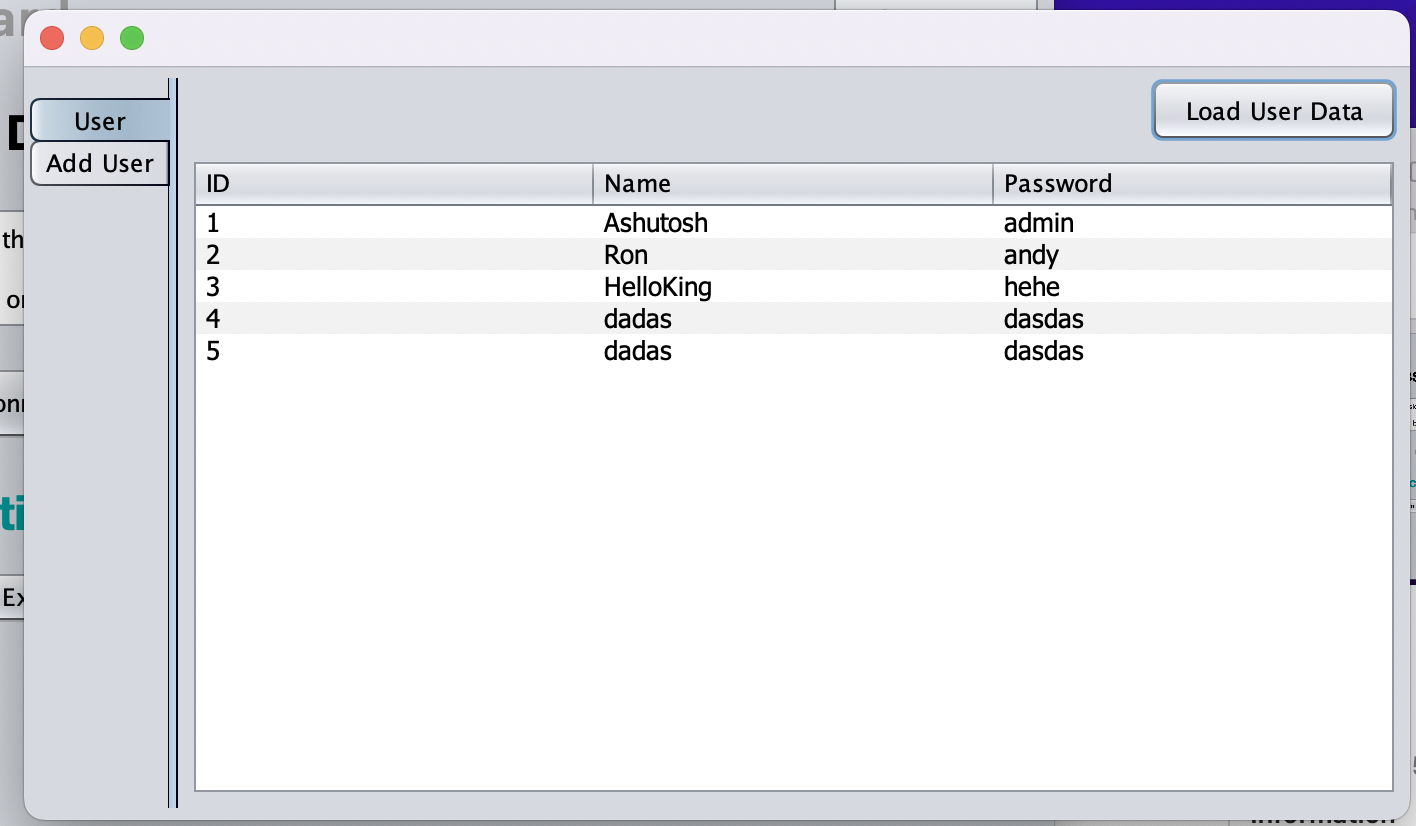 User
Add User
Load User Data
ID Name Password
1 Ashutosh admin
2 Ron andy
3 HelloKing hehe
4 dadas dasdas
5 dadas dasdas